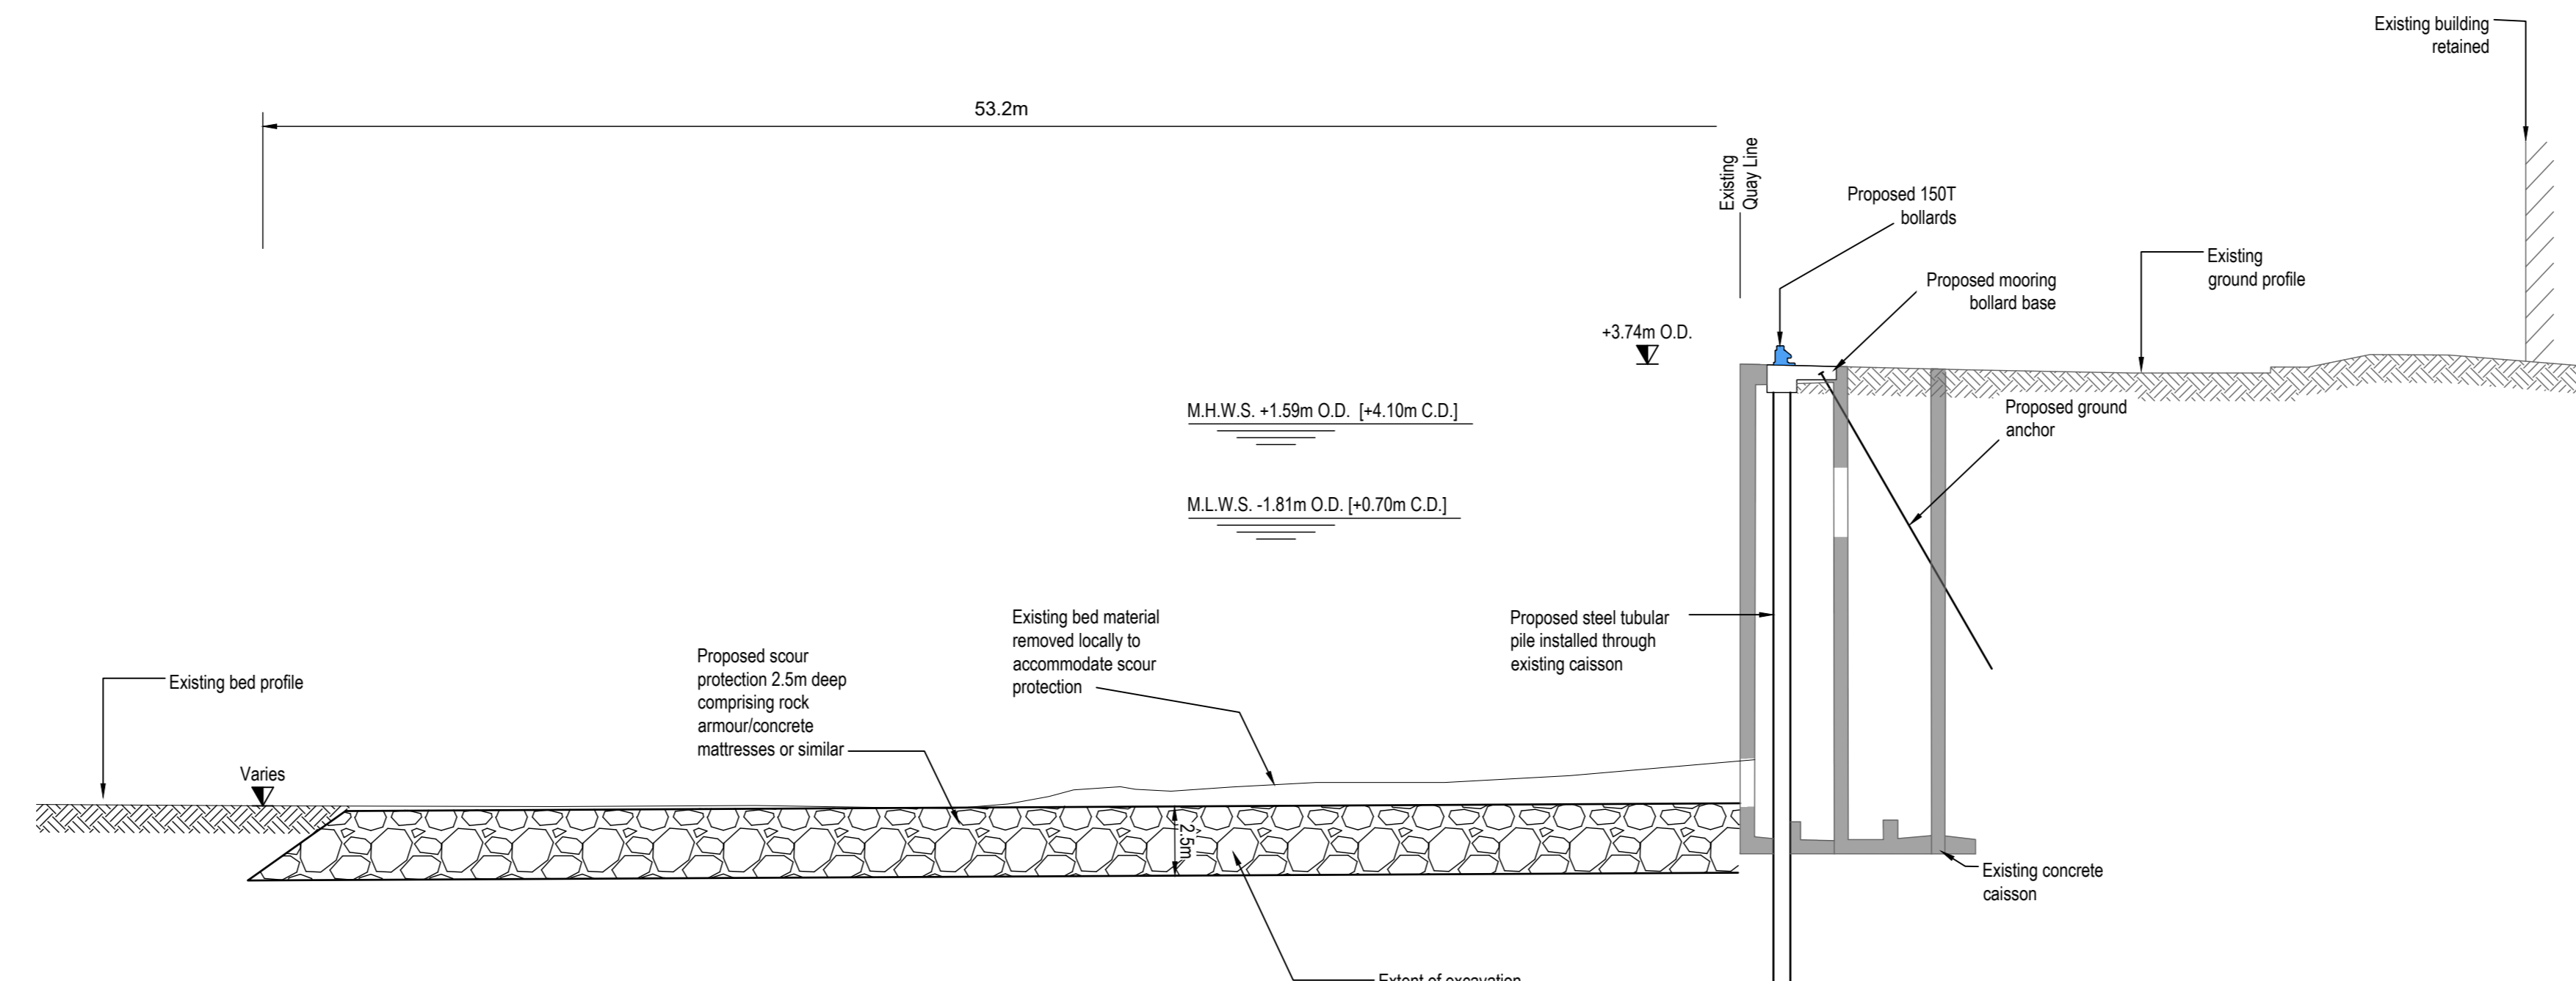 Existing building
retained
53.2m
Existing
Quay Line
Proposed 150T
bollards
Existing
ground profile
Proposed mooring
bollard base
+3.74m O.D.
M.H.W.S. +1.59m O.D. [+4.10m C.D.]
Proposed ground
anchor
M.L.W.S. -1.81m O.D. [+0.70m C.D.]
Existing bed material
removed locally to
accommodate scour
protection
Proposed steel tubular
pile installed through
existing caisson
Proposed scour
protection 2.5m deep
comprising rock
armour/concrete
mattresses or similar
Existing bed profile
Varies
2.5m
Existing concrete
caisson
Extent of excavation